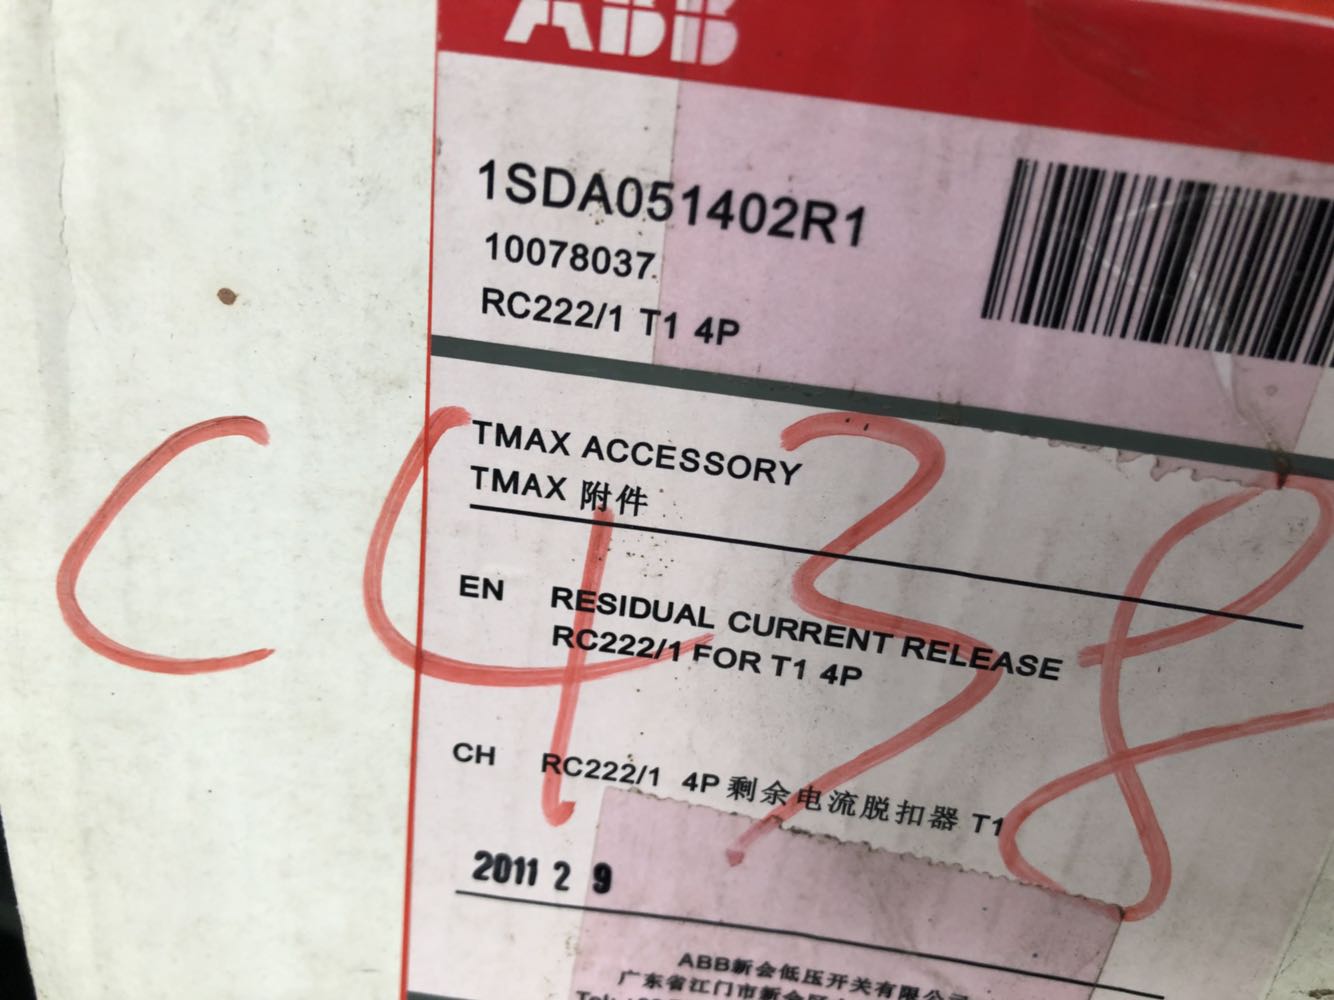 ABB
1SDA051402R1
10078037
RC222/1 T1 4P
TMAX ACCESSORY
TMAX 附件
C438
EN RESIDUAL CURRENT RELEASE
RC222/1 FOR T1 4P
CH RC222/1 4P 剩余电流脱扣器 T1
2011 2 9
ABB新会低压开关有限公司
广东省江门市新会区